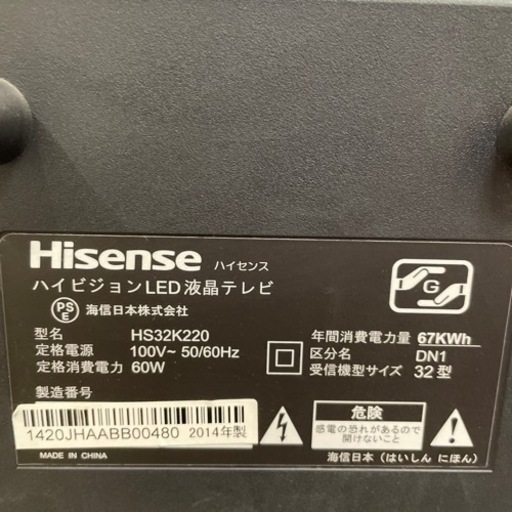 Hisense ハイセンス
ハイビジョンLED液晶テレビ
PSE 海信日本株式会社
G
型名 HS32K220
定格電源 100V~ 50/60Hz
定格消費電力 60W
年間消費電力量 67KWh
区分名 DN1
受信機型サイズ 32型
製造番号
1420JHAABB00480 2014年製
MADE IN CHINA
危険
感電の恐れがあるので
開けないこと
海信日本(はいしん にほん)